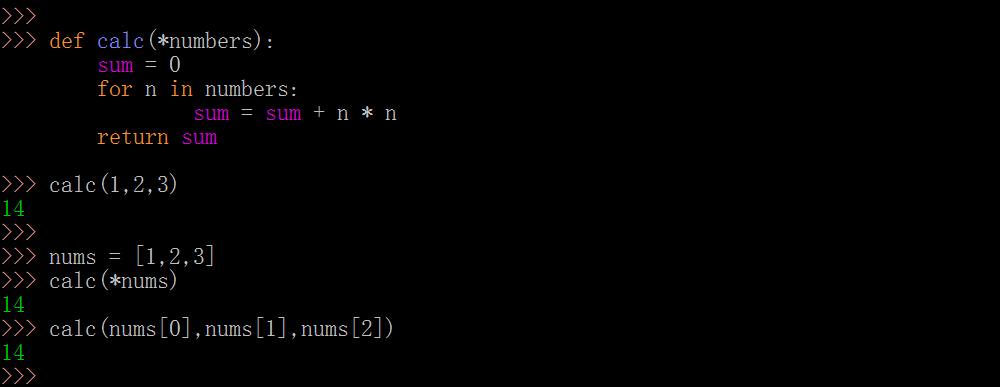 >>>
>>> def calc(*numbers):
        sum = 0
        for n in numbers:
                sum = sum + n * n
        return sum

>>> calc(1,2,3)
14
>>>
>>> nums = [1,2,3]
>>> calc(*nums)
14
>>> calc(nums[0],nums[1],nums[2])
14
>>>